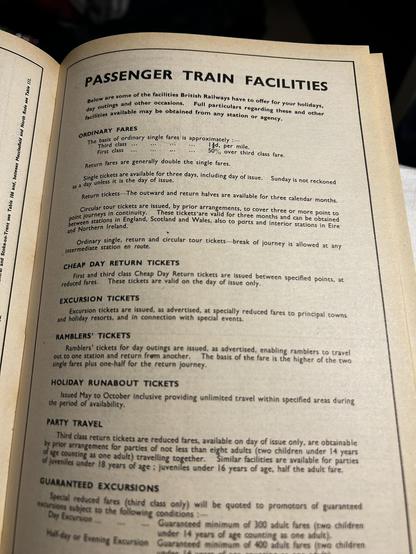 PASSENGER TRAIN FACILITIES
Below are some of the facilities British Railways have to offer for your holidays,
day outings and other occasions. Full particulars regarding these and other
facilities available may be obtained from any station or agency.
ORDINARY FARES
The basis of ordinary single fares is approximately :—
Third class ... ... ... ... 1¾d. per mile.
First class ... ... ... ... 50% over third class fare.
Return fares are generally double the single fares.
Single tickets are available for three days, including day of issue. Sunday is not reckoned
as a day unless it is the day of issue.
Return tickets—The outward and return halves are available for three calendar months.
Circular tour tickets are issued, by prior arrangements, to cover three or more point to
point journeys in continuity. These tickets are valid for three months and can be obtained
between stations in England, Scotland and Wales, also to ports and interior stations in Eire
and Northern Ireland.
Ordinary single, return and circular tour tickets—break of journey is allowed at any
intermediate station en route.
CHEAP DAY RETURN TICKETS
First and third class Cheap Day Return tickets are issued between specified points, at
reduced fares. These tickets are valid on the day of issue only.
EXCURSION TICKETS
Excursion tickets are issued, as advertised, at specially reduced fares to principal towns
and holiday resorts, and in connection with special events.
RAMBLERS' TICKETS
Ramblers' tickets for day outings are issued, as advertised, enabling ramblers to travel
out to one station and return from another. The basis of the fare is the higher of the two
single fares plus one-half for the return journey.
HOLIDAY RUNABOUT TICKETS
Issued May to October inclusive providing unlimited travel within specified areas during
the period of availability.
PARTY TRAVEL
Third class return tickets at reduced fares, available on day of issue only, are obtainable
by prior arrangement for parties of not less than eight adults (two children under 14 years
of age counting as one adult) travelling together. Similar facilities are available for parties
of juveniles under 18 years of age ; juveniles under 16 years of age, half the adult fare.
GUARANTEED EXCURSIONS
Special reduced fares (third class only) will be quoted to promoters of guaranteed
excursions subject to the following conditions :—
Day Excursion ... ... ... Guaranteed minimum of 300 adult fares (two children
under 14 years of age counting as one adult).
Half-day or Evening Excursion Guaranteed minimum of 400 adult fares (two children